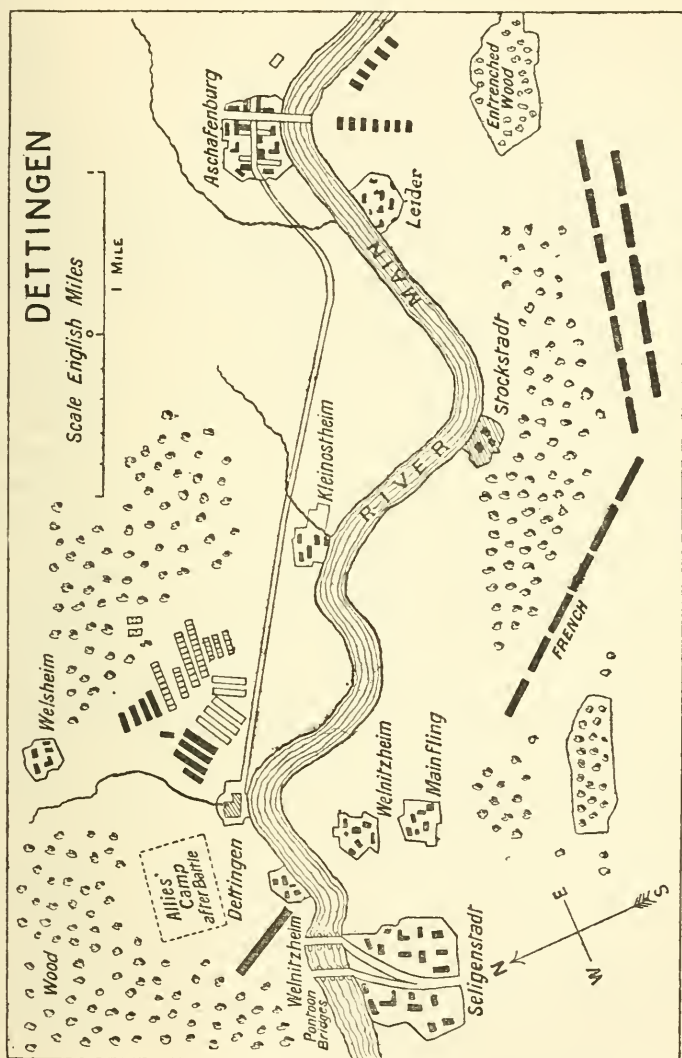 DETTINGEN
Scale English Miles
0
1 MILE
Aschafenburg
Leider
Entrenched
Wood
Welsheim
Kleinostheim
RIVER MAIN
Stockstadt
FRENCH
Wood
Allies'
Camp
after Battle
Dettingen
Welnitzheim
Pontoon
Bridges
Welnitzheim
Mainfling
Seligenstadt
N
E
W
S